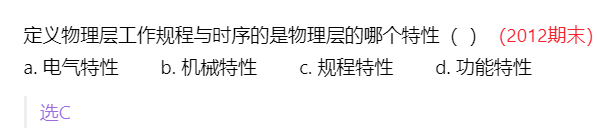 定义物理层工作规程与时序的是物理层的哪个特性（ ） (2012期末)
a. 电气特性 b. 机械特性 c. 规程特性 d. 功能特性
选C